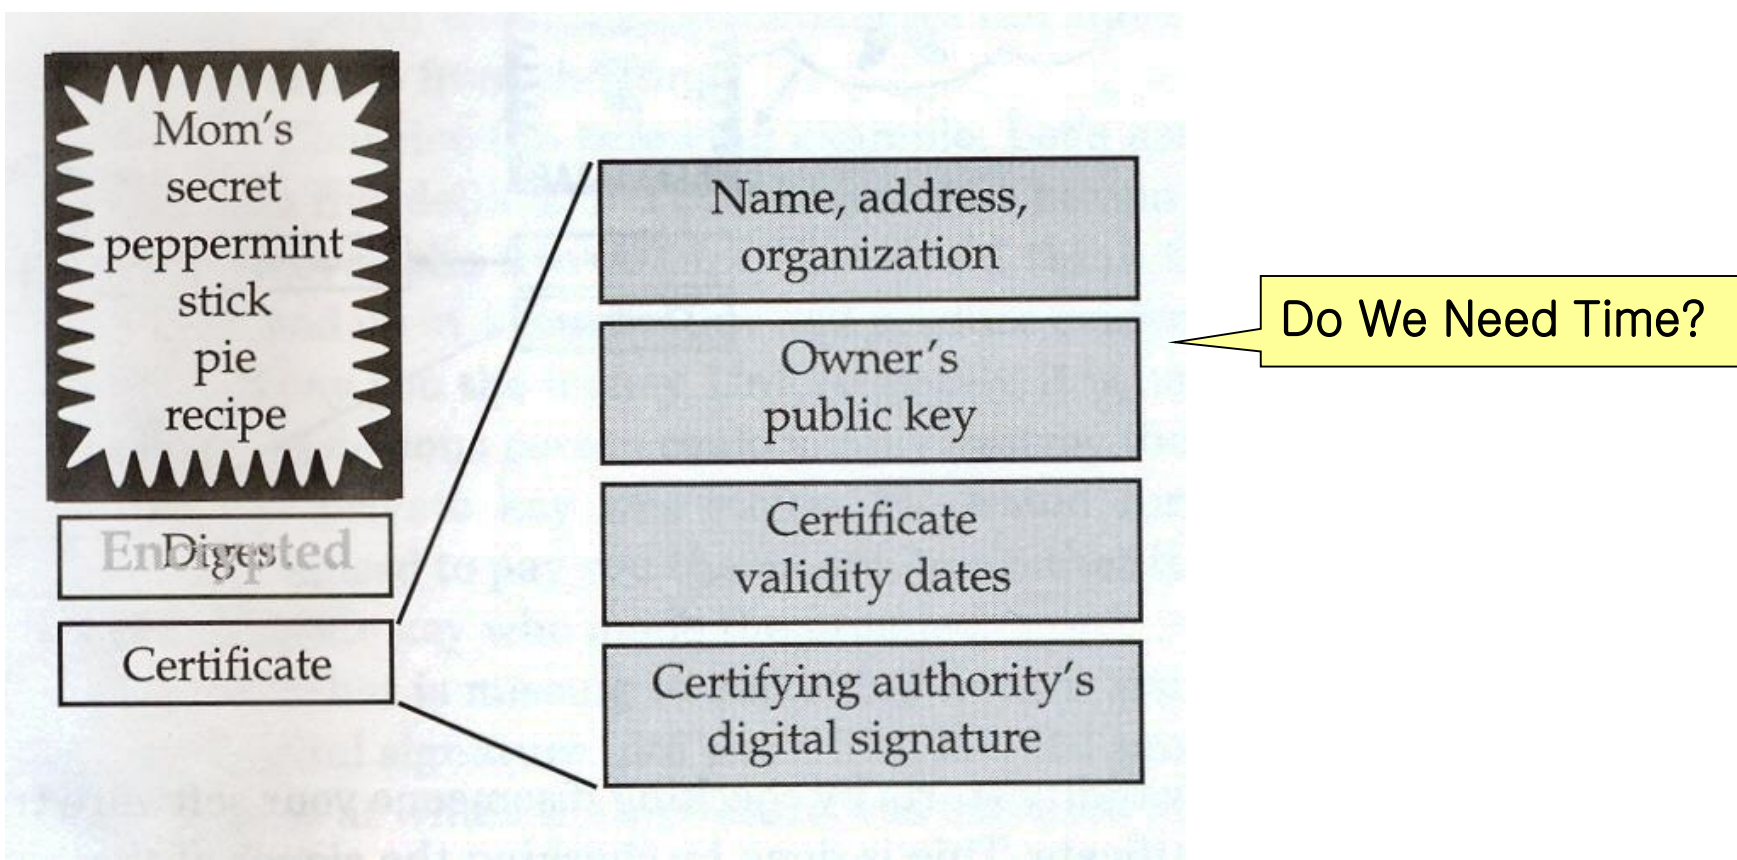 Mom's
secret
peppermint
stick
pie
recipe
Encrypted
Certificate
Name, address,
organization
Owner's
public key
Certificate
validity dates
Certifying authority's
digital signature
Do We Need Time?